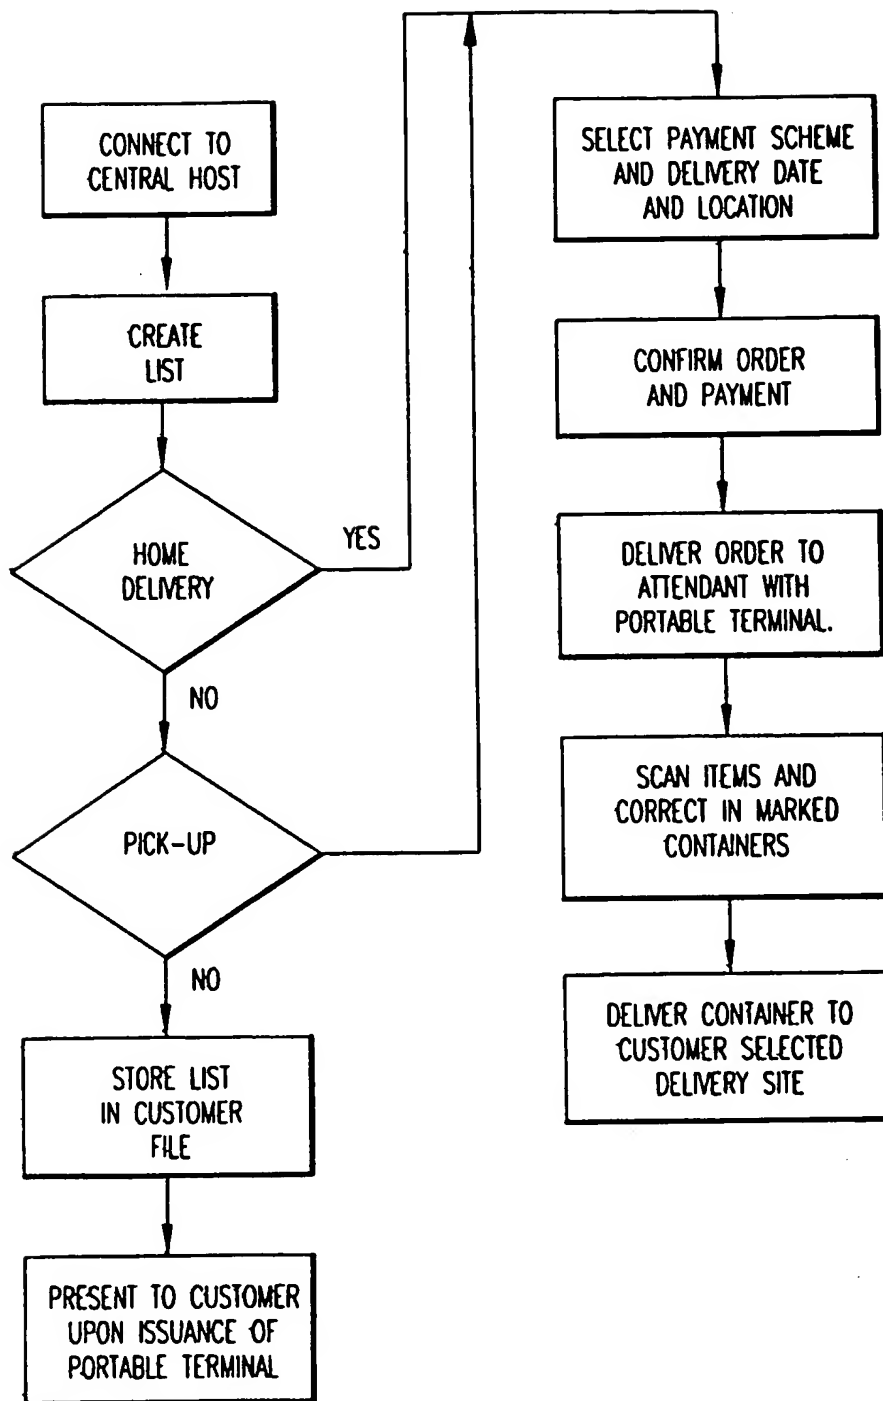 CONNECT TO
CENTRAL HOST
CREATE
LIST
HOME
DELIVERY
YES
NO
PICK-UP
NO
STORE LIST
IN CUSTOMER
FILE
PRESENT TO CUSTOMER
UPON ISSUANCE OF
PORTABLE TERMINAL
SELECT PAYMENT SCHEME
AND DELIVERY DATE
AND LOCATION
CONFIRM ORDER
AND PAYMENT
DELIVER ORDER TO
ATTENDANT WITH
PORTABLE TERMINAL.
SCAN ITEMS AND
CORRECT IN MARKED
CONTAINERS
DELIVER CONTAINER TO
CUSTOMER SELECTED
DELIVERY SITE